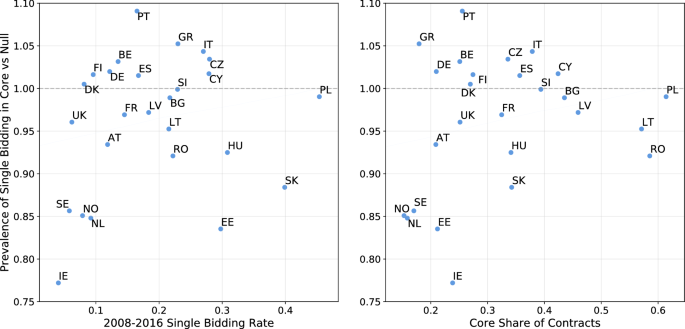 Prevalence of Single Bidding in Core vs Null
1.10
1.05
1.00
0.95
0.90
0.85
0.80
0.75
PT
GR
IT
BE
CZ
FI
DE
ES
CY
DK
SI
PL
BG
UK
FR
LV
LT
AT
RO
HU
SK
SE
NO
NL
EE
IE
0.1
0.2
0.3
0.4
2008-2016 Single Bidding Rate
1.10
1.05
1.00
0.95
0.90
0.85
0.80
0.75
PT
GR
IT
BE
CZ
DE
FI
ES
CY
DK
SI
PL
BG
UK
FR
LV
LT
AT
HU
RO
SK
SE
NO
NL
EE
IE
0.2
0.3
0.4
0.5
0.6
Core Share of Contracts